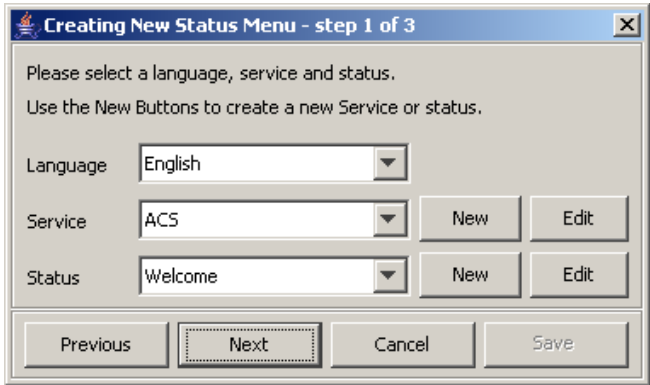 Creating New Status Menu - step 1 of 3
Please select a language, service and status.
Use the New Buttons to create a new Service or status.
Language English
Service ACS New Edit
Status Welcome New Edit
Previous Next Cancel Save